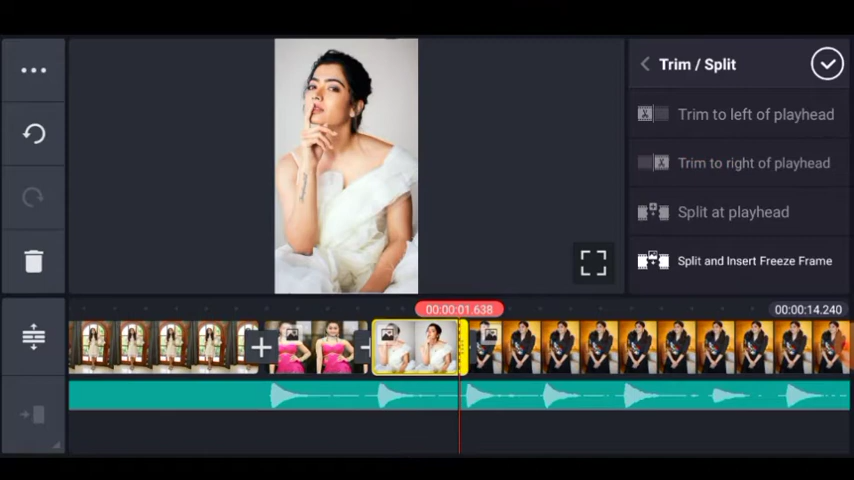 Trim / Split
Trim to left of playhead
Trim to right of playhead
Split at playhead
Split and Insert Freeze Frame
00:00:01.638
00:00:14.240